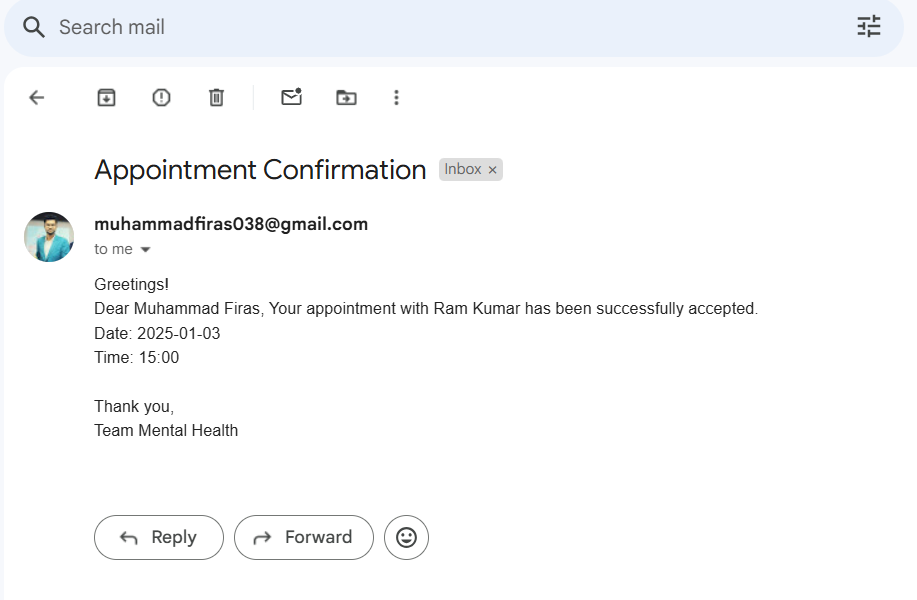 Search mail
Appointment Confirmation Inbox ×
muhammadfiras038@gmail.com
to me
Greetings!
Dear Muhammad Firas, Your appointment with Ram Kumar has been successfully accepted.
Date: 2025-01-03
Time: 15:00
Thank you,
Team Mental Health
Reply Forward